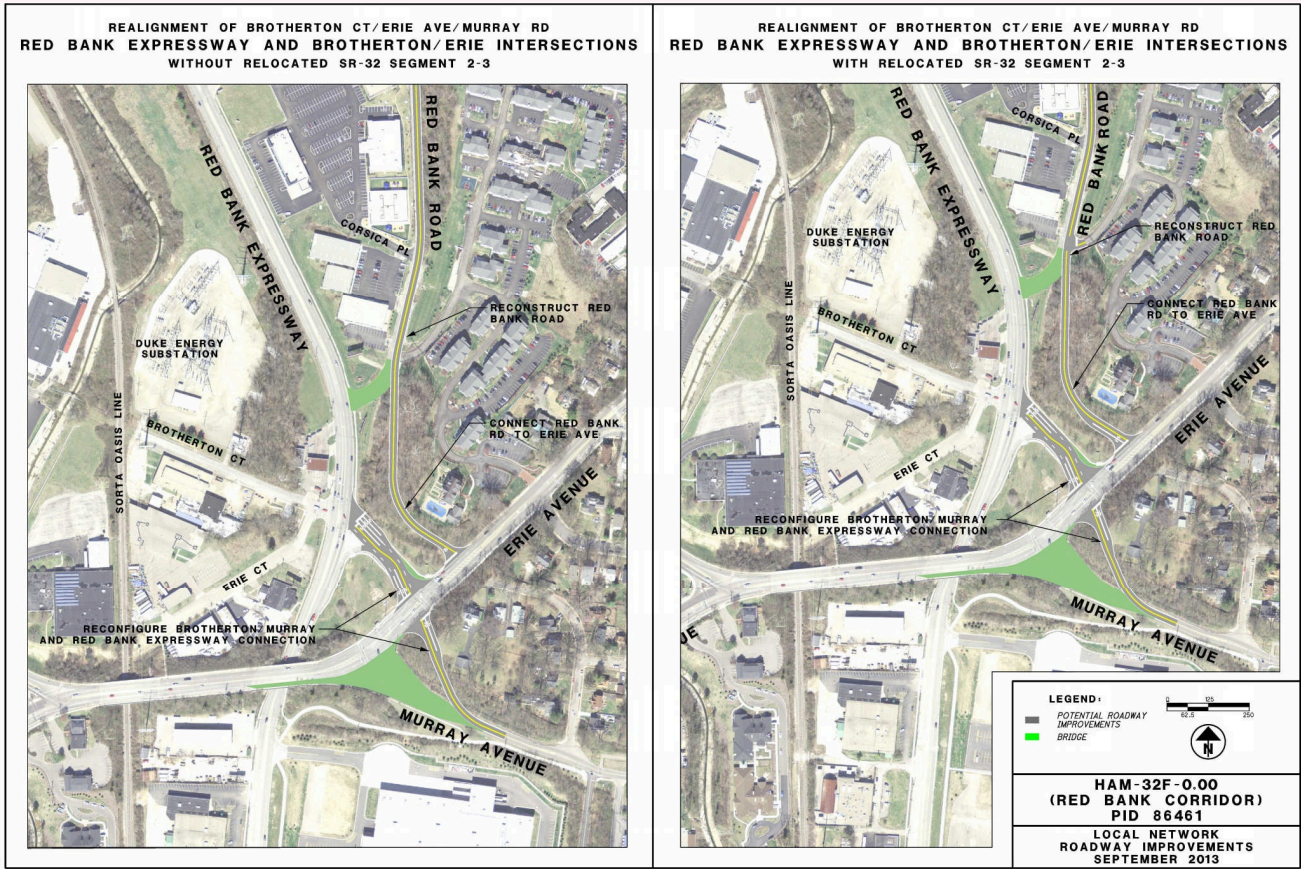 REALIGNMENT OF BROTHERTON CT/ERIE AVE/MURRAY RD
RED BANK EXPRESSWAY AND BROTHERTON/ERIE INTERSECTIONS
WITHOUT RELOCATED SR-32 SEGMENT 2-3
RED BANK EXPRESSWAY
RED BANK ROAD
CORSICA PL
DUKE ENERGY
SUBSTATION
RECONSTRUCT RED
BANK ROAD
SORTA OASIS LINE
BROTHERTON CT
CONNECT RED BANK
RD TO ERIE AVE
ERIE AVENUE
ERIE CT
RECONFIGURE BROTHERTON/MURRAY
AND RED BANK EXPRESSWAY CONNECTION
MURRAY AVENUE
REALIGNMENT OF BROTHERTON CT/ERIE AVE/MURRAY RD
RED BANK EXPRESSWAY AND BROTHERTON/ERIE INTERSECTIONS
WITH RELOCATED SR-32 SEGMENT 2-3
RED BANK EXPRESSWAY
CORSICA PL
RED BANK ROAD
DUKE ENERGY
SUBSTATION
RECONSTRUCT RED
BANK ROAD
CONNECT RED BANK
RD TO ERIE AVE
SORTA OASIS LINE
BROTHERTON CT
ERIE AVENUE
ERIE CT
RECONFIGURE BROTHERTON/MURRAY
AND RED BANK EXPRESSWAY CONNECTION
MURRAY AVENUE
UE
LEGEND:
POTENTIAL ROADWAY
IMPROVEMENTS
BRIDGE
0 125
62.5 250
N
HAM-32F-0.00
(RED BANK CORRIDOR)
PID 86461
LOCAL NETWORK
ROADWAY IMPROVEMENTS
SEPTEMBER 2013